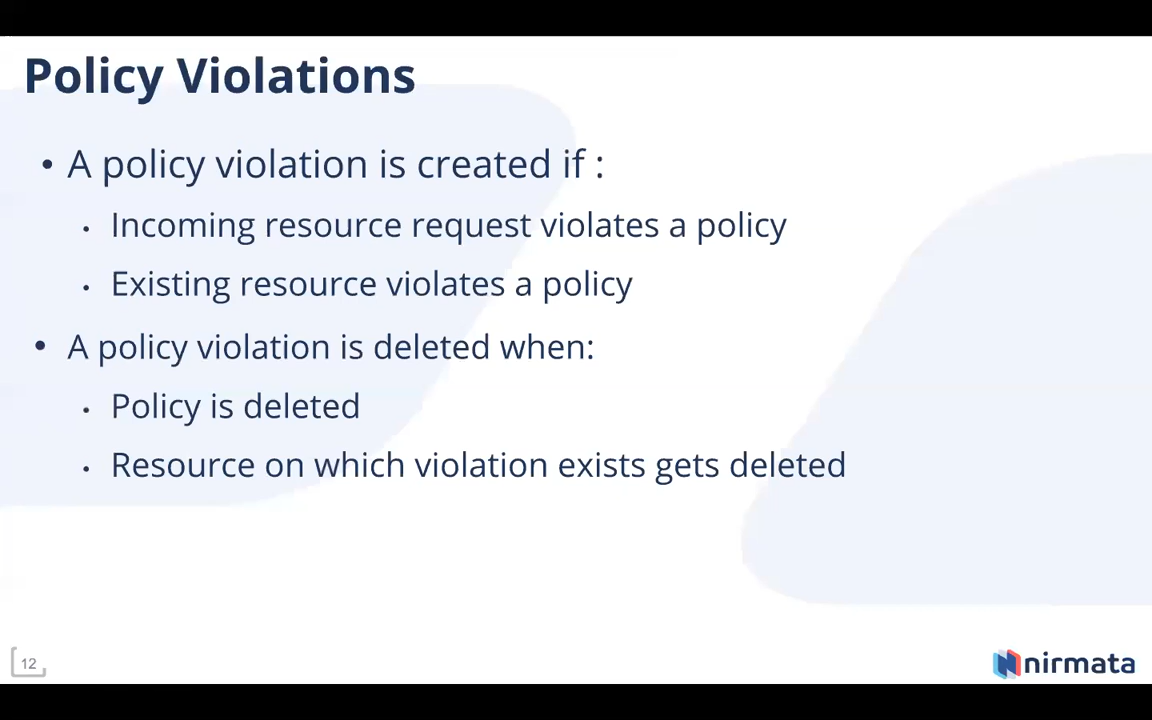 Policy Violations
• A policy violation is created if :
• Incoming resource request violates a policy
• Existing resource violates a policy
• A policy violation is deleted when:
• Policy is deleted
• Resource on which violation exists gets deleted
12
nirmata